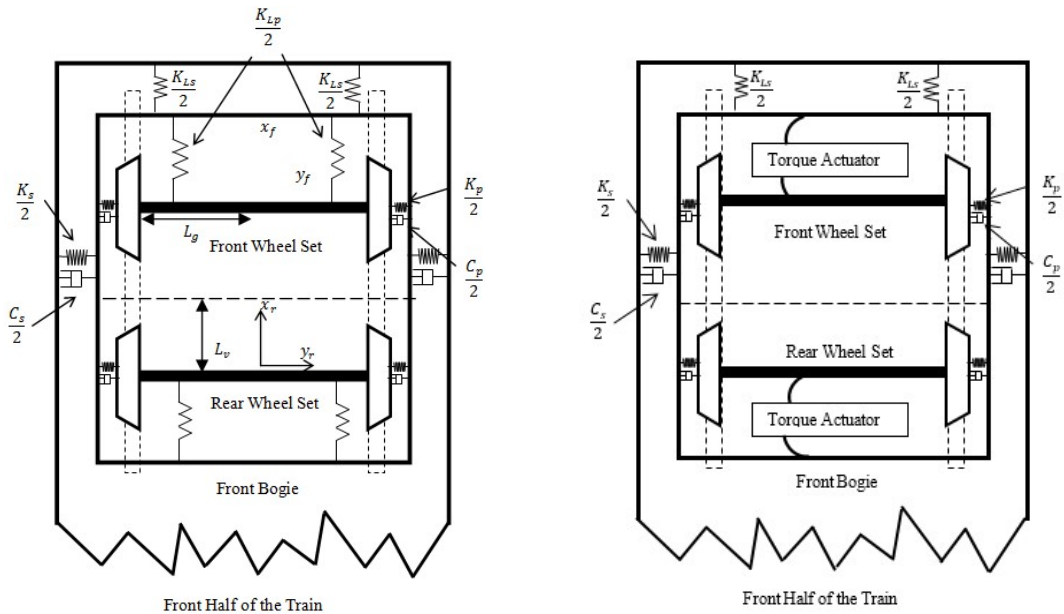 K_Lp/2
K_Ls/2
K_Ls/2
x_f
y_f
K_s/2
K_p/2
L_g
Front Wheel Set
C_p/2
C_s/2
x_r
L_v
y_r
Rear Wheel Set
Front Bogie
Front Half of the Train
K_Ls/2
K_Ls/2
Torque Actuator
K_s/2
K_p/2
Front Wheel Set
C_p/2
C_s/2
Rear Wheel Set
Torque Actuator
Front Bogie
Front Half of the Train